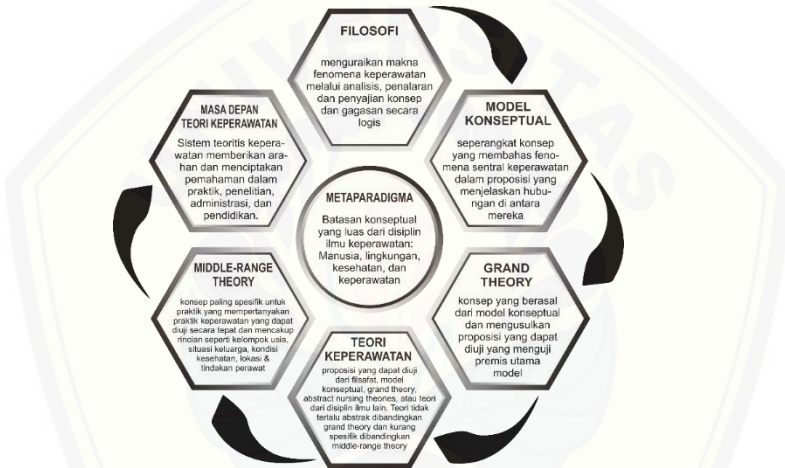 FILOSOFI
menguraikan makna
fenomena keperawatan
melalui analisis, penalaran
dan penyajian konsep
dan gagasan secara
logis
MODEL
KONSEPTUAL
seperangkat konsep
yang membahas feno-
mena sentral keperawatan
dalam proposisi yang
menjelaskan hubu-
ngan di antara
mereka
GRAND
THEORY
konsep yang berasal
dari model konseptual
dan mengusulkan
proposisi yang dapat
diuji yang menguji
premis utama
model
TEORI
KEPERAWATAN
proposisi yang dapat diuji
dari filsafat, model
konseptual, grand theory,
abstract nursing theories, atau teori
dari disiplin ilmu lain. Teori tidak
terlalu abstrak dibandingkan
grand theory dan kurang
spesifik dibandingkan
middle-range theory
MIDDLE-RANGE
THEORY
konsep paling spesifik untuk
praktik yang mempertanyakan
praktik keperawatan yang dapat
diuji secara tepat dan mencakup
rincian seperti kelompok usia,
situasi keluarga, kondisi
kesehatan, lokasi &
tindakan perawat
MASA DEPAN
TEORI KEPERAWATAN
Sistem teoritis kepera-
watan memberikan ara-
han dan menciptakan
pemahaman dalam
praktik, penelitian,
administrasi, dan
pendidikan.
METAPARADIGMA
Batasan konseptual
yang luas dari disiplin
ilmu keperawatan:
Manusia, lingkungan,
kesehatan, dan
keperawatan
UNIVERSITAS